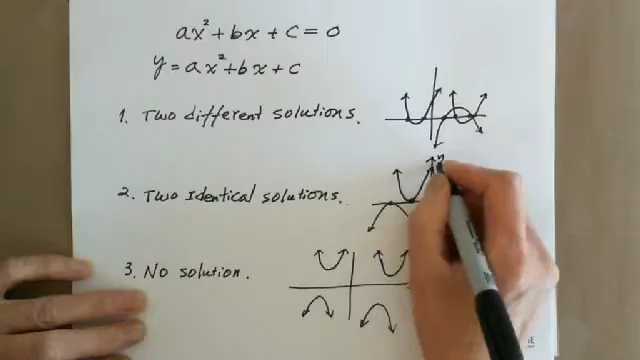 ax² + bx + c = 0
y = ax² + bx + c
1. Two different solutions.
2. Two Identical solutions.
3. No solution.